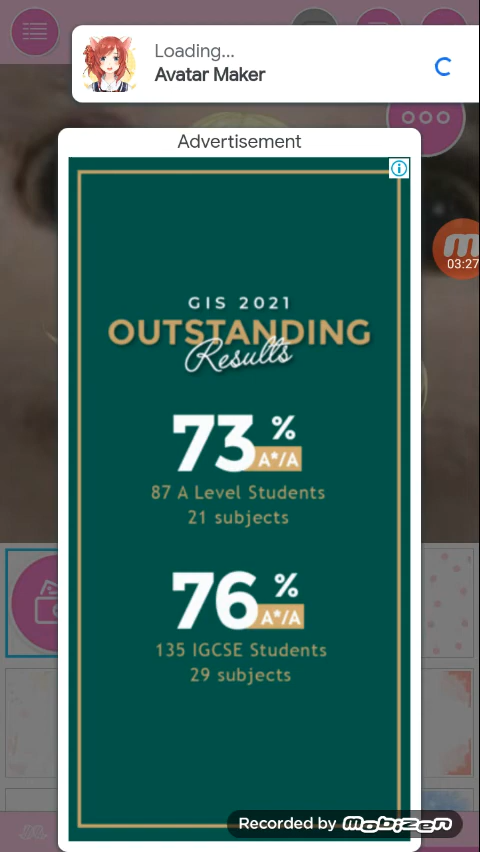 Loading...
Avatar Maker
Advertisement
03:27
GIS 2021
OUTSTANDING
Results
73%
A*/A
87 A Level Students
21 subjects
76%
A*/A
135 IGCSE Students
29 subjects
Recorded by Mobizen